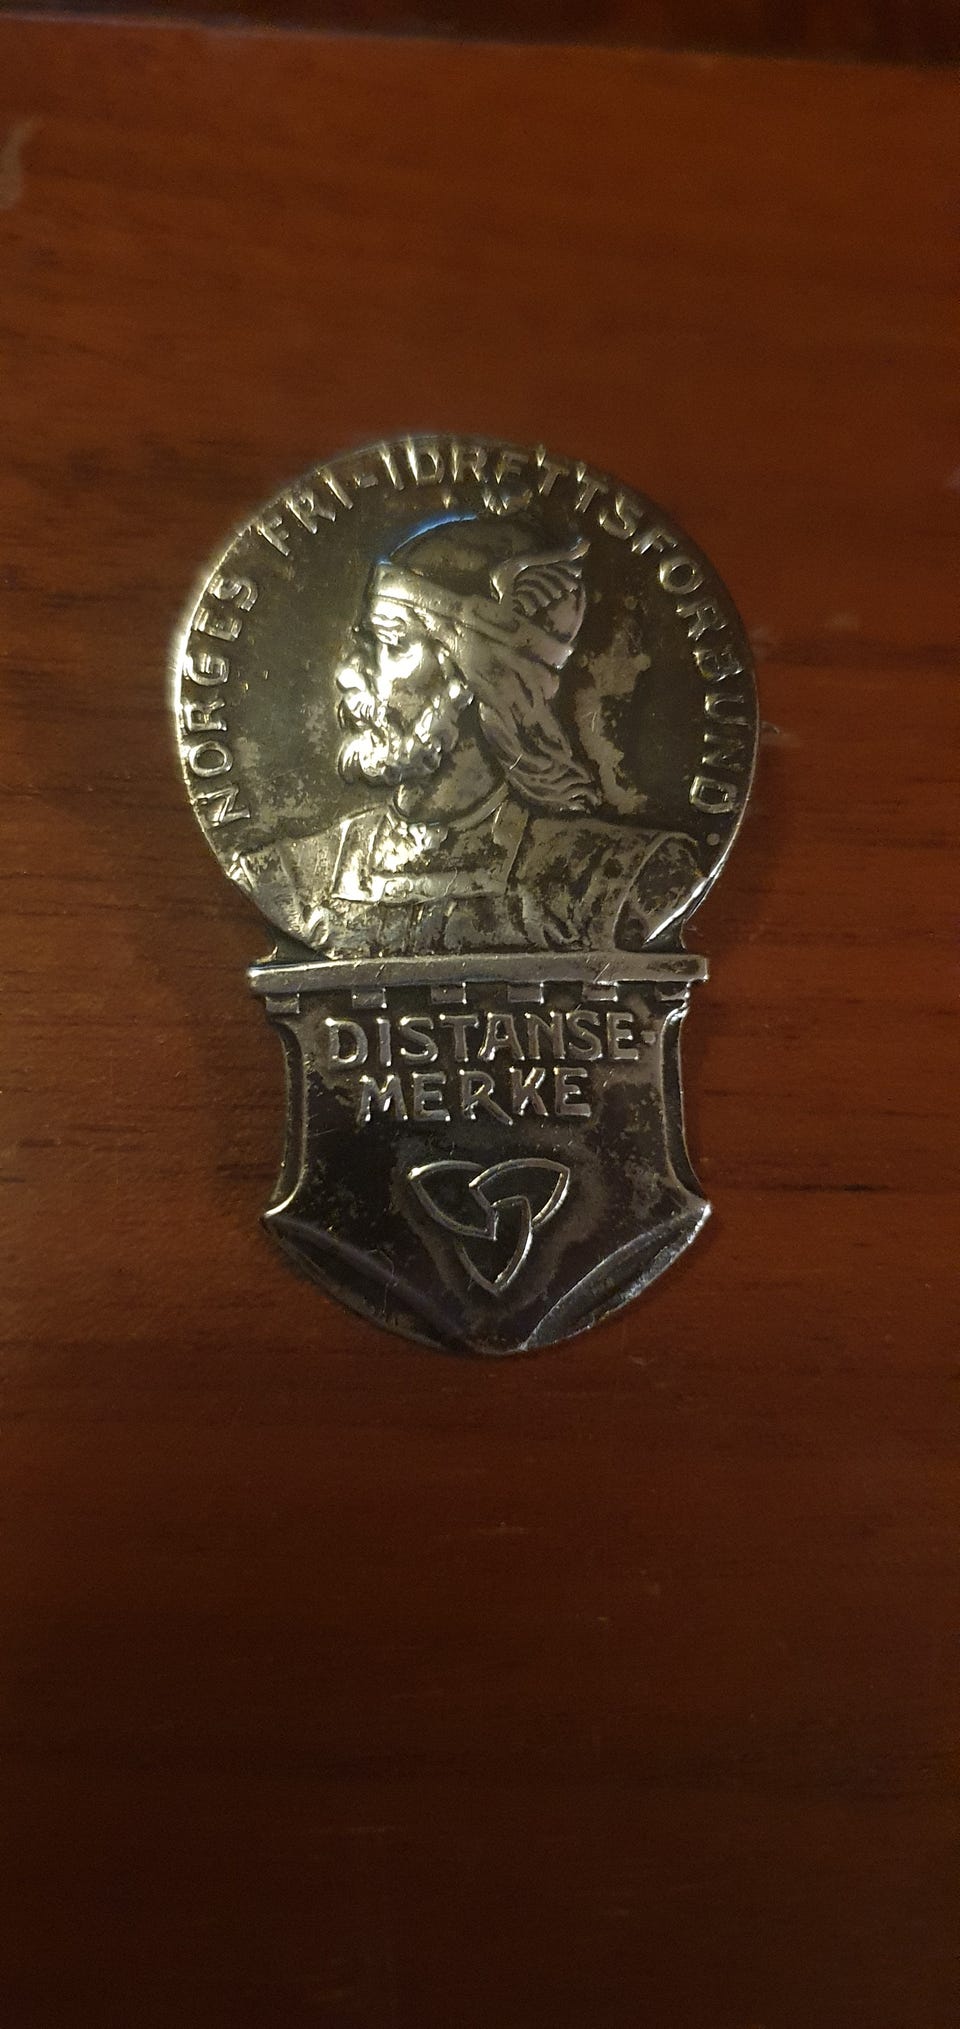 NORGES FRI-IDRETTSFORBUND.
DISTANSE-
MERKE